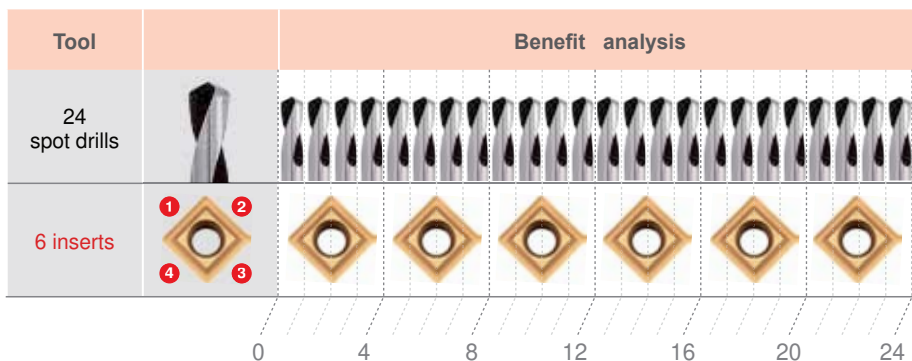 Tool Benefit analysis
24
spot drills
6 inserts
1 2
4 3
0 4 8 12 16 20 24